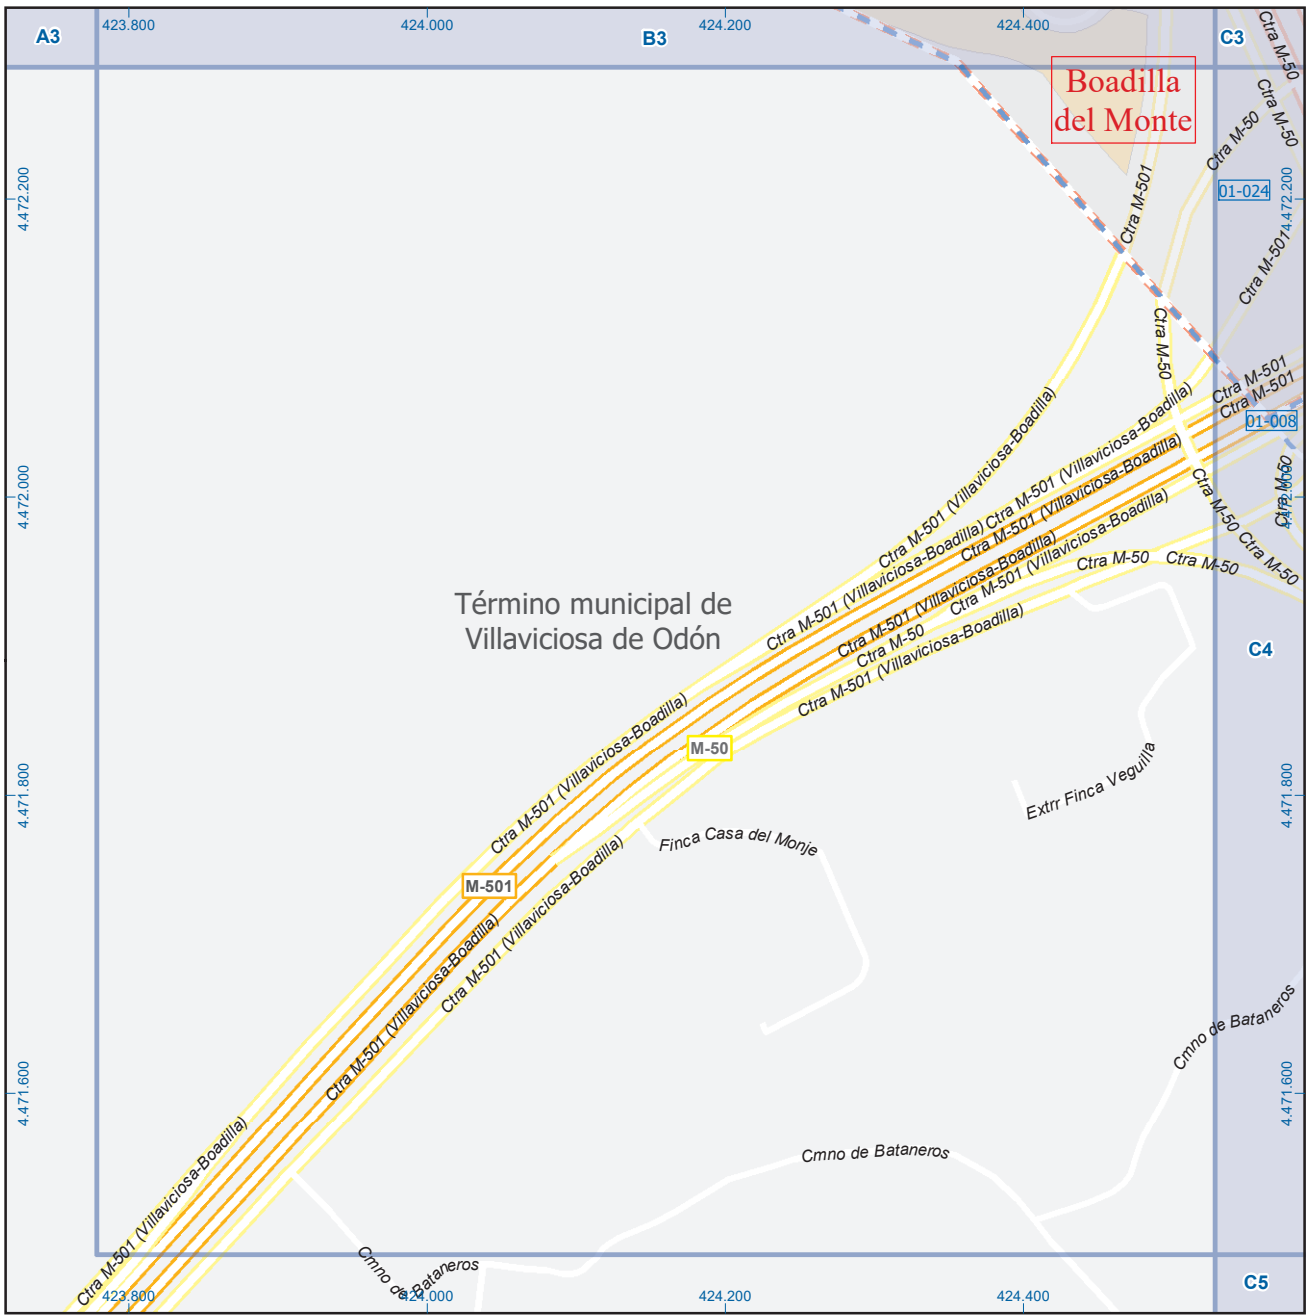 423.800
424.000
424.200
424.400
A3
B3
C3
Ctra M-50
Boadilla
del Monte
Ctra M-50
Ctra M-50
4.472.200
01-024
4.472.200
Ctra M-501
Ctra M-501
Ctra M-50
Ctra M-501
Ctra M-501
01-008
Ctra M-501 (Villaviciosa-Boadilla)
Ctra M-501 (Villaviciosa-Boadilla)
Ctra M-501 (Villaviciosa-Boadilla)
Ctra M-501 (Villaviciosa-Boadilla)
4.472.000
4.472.000
Ctra M-50
Ctra M-50
Ctra M-50
Ctra M-501 (Villaviciosa-Boadilla)
Ctra M-501 (Villaviciosa-Boadilla)
Ctra M-50
Ctra M-50
Ctra M-50
Ctra M-501 (Villaviciosa-Boadilla)
Término municipal de
Villaviciosa de Odón
C4
Ctra M-501 (Villaviciosa-Boadilla)
M-50
4.471.800
4.471.800
Extrr Finca Veguilla
Finca Casa del Monje
M-501
Ctra M-501 (Villaviciosa-Boadilla)
Ctra M-501 (Villaviciosa-Boadilla)
Cmno de Bataneros
4.471.600
4.471.600
Cmno de Bataneros
Ctra M-501 (Villaviciosa-Boadilla)
Cmno de Bataneros
C5
423.800
424.000
424.200
424.400